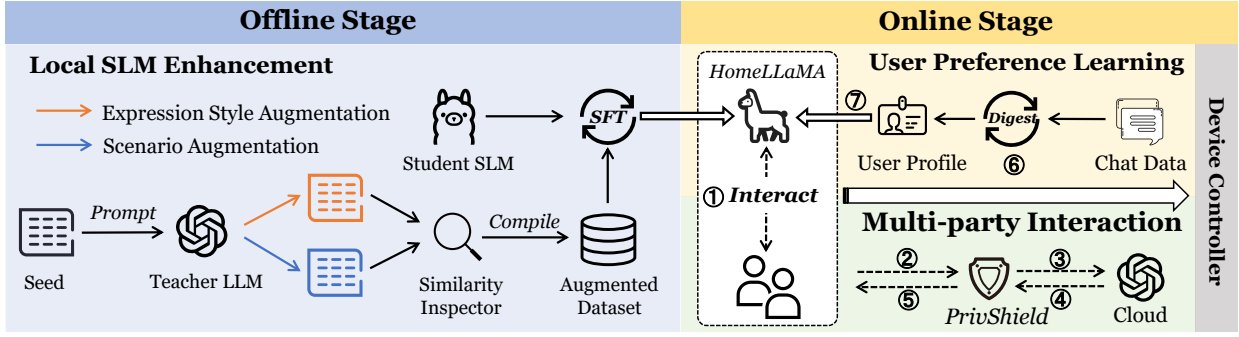 Offline Stage
Online Stage
Local SLM Enhancement
Expression Style Augmentation
Scenario Augmentation
Student SLM
SFT
Seed
Prompt
Teacher LLM
Similarity
Inspector
Compile
Augmented
Dataset
HomeLLaMA
① Interact
User Preference Learning
⑦
User Profile
Digest
⑥
Chat Data
Multi-party Interaction
②
③
⑤
④
PrivShield
Cloud
Device Controller